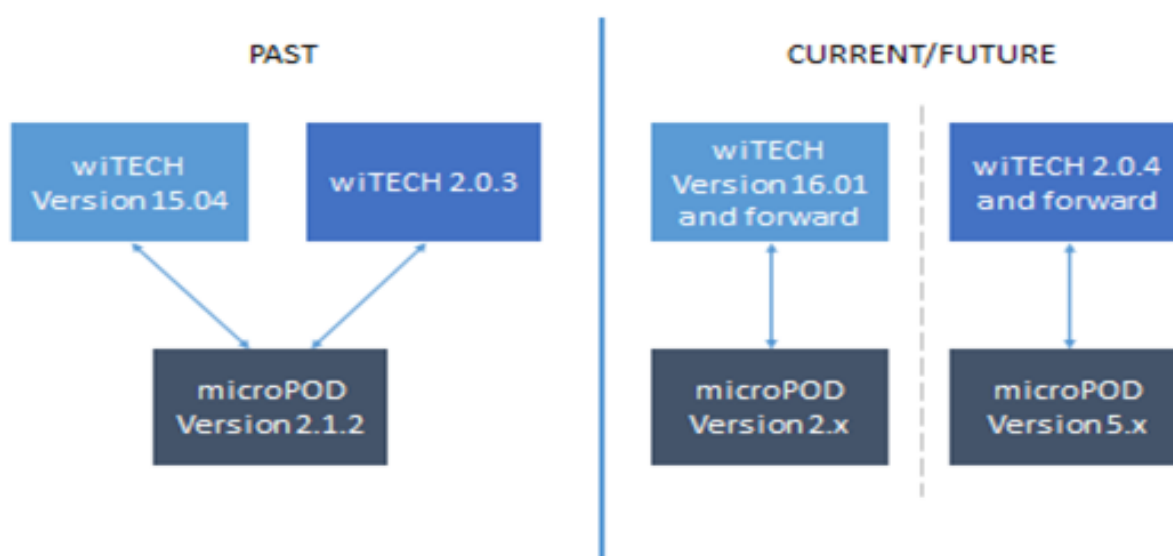 PAST
CURRENT/FUTURE
wiTECH
Version 15.04
wiTECH 2.0.3
wiTECH
Version 16.01
and forward
wiTECH 2.0.4
and forward
microPOD
Version 2.1.2
microPOD
Version 2.x
microPOD
Version 5.x